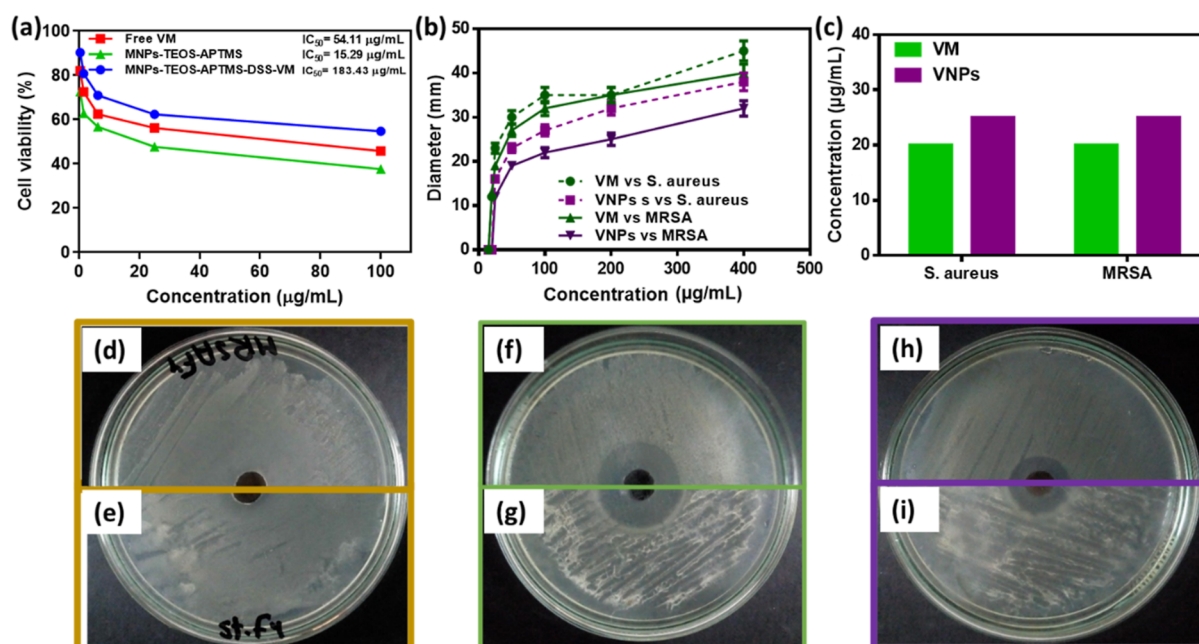 (a)
100
80
60
40
20
0
Cell viability (%)
Free VM IC50= 54.11 µg/mL
MNPs-TEOS-APTMS IC50= 15.29 µg/mL
MNPs-TEOS-APTMS-DSS-VM IC50= 183.43 µg/mL
0 20 40 60 80 100
Concentration (µg/mL)
(b)
50
40
30
20
10
0
Diameter (mm)
VM vs S. aureus
VNPs s vs S. aureus
VM vs MRSA
VNPs vs MRSA
0 100 200 300 400 500
Concentration (µg/mL)
(c)
40
30
20
10
0
Concentration (µg/mL)
VM
VNPs
S. aureus MRSA
(d)
(f)
(h)
(e)
(g)
(i)